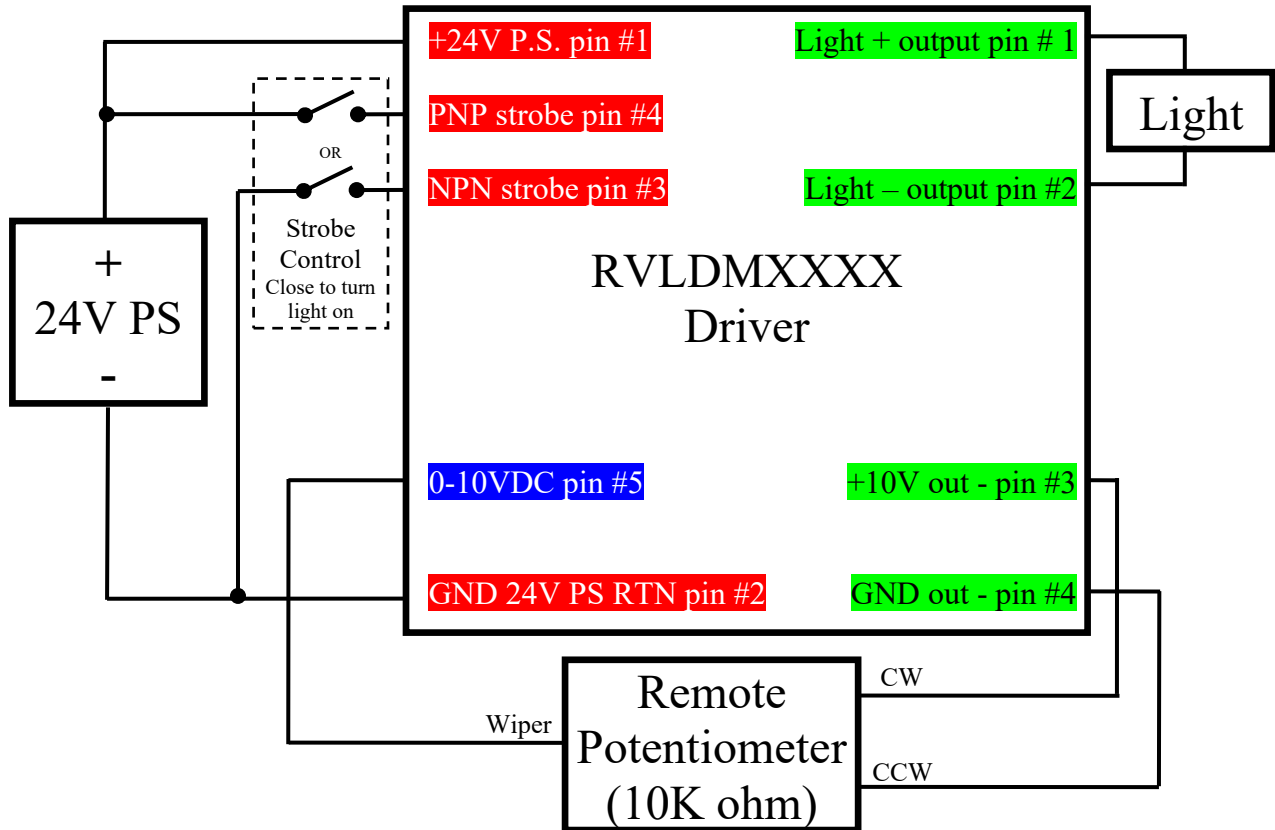 +24V P.S. pin #1
Light + output pin # 1
PNP strobe pin #4
OR
NPN strobe pin #3
Light – output pin #2
Light
Strobe
Control
Close to turn
light on
+
24V PS
-
RVLDMXXXX
Driver
0-10VDC pin #5
+10V out - pin #3
GND 24V PS RTN pin #2
GND out - pin #4
Wiper
Remote
Potentiometer
(10K ohm)
CW
CCW